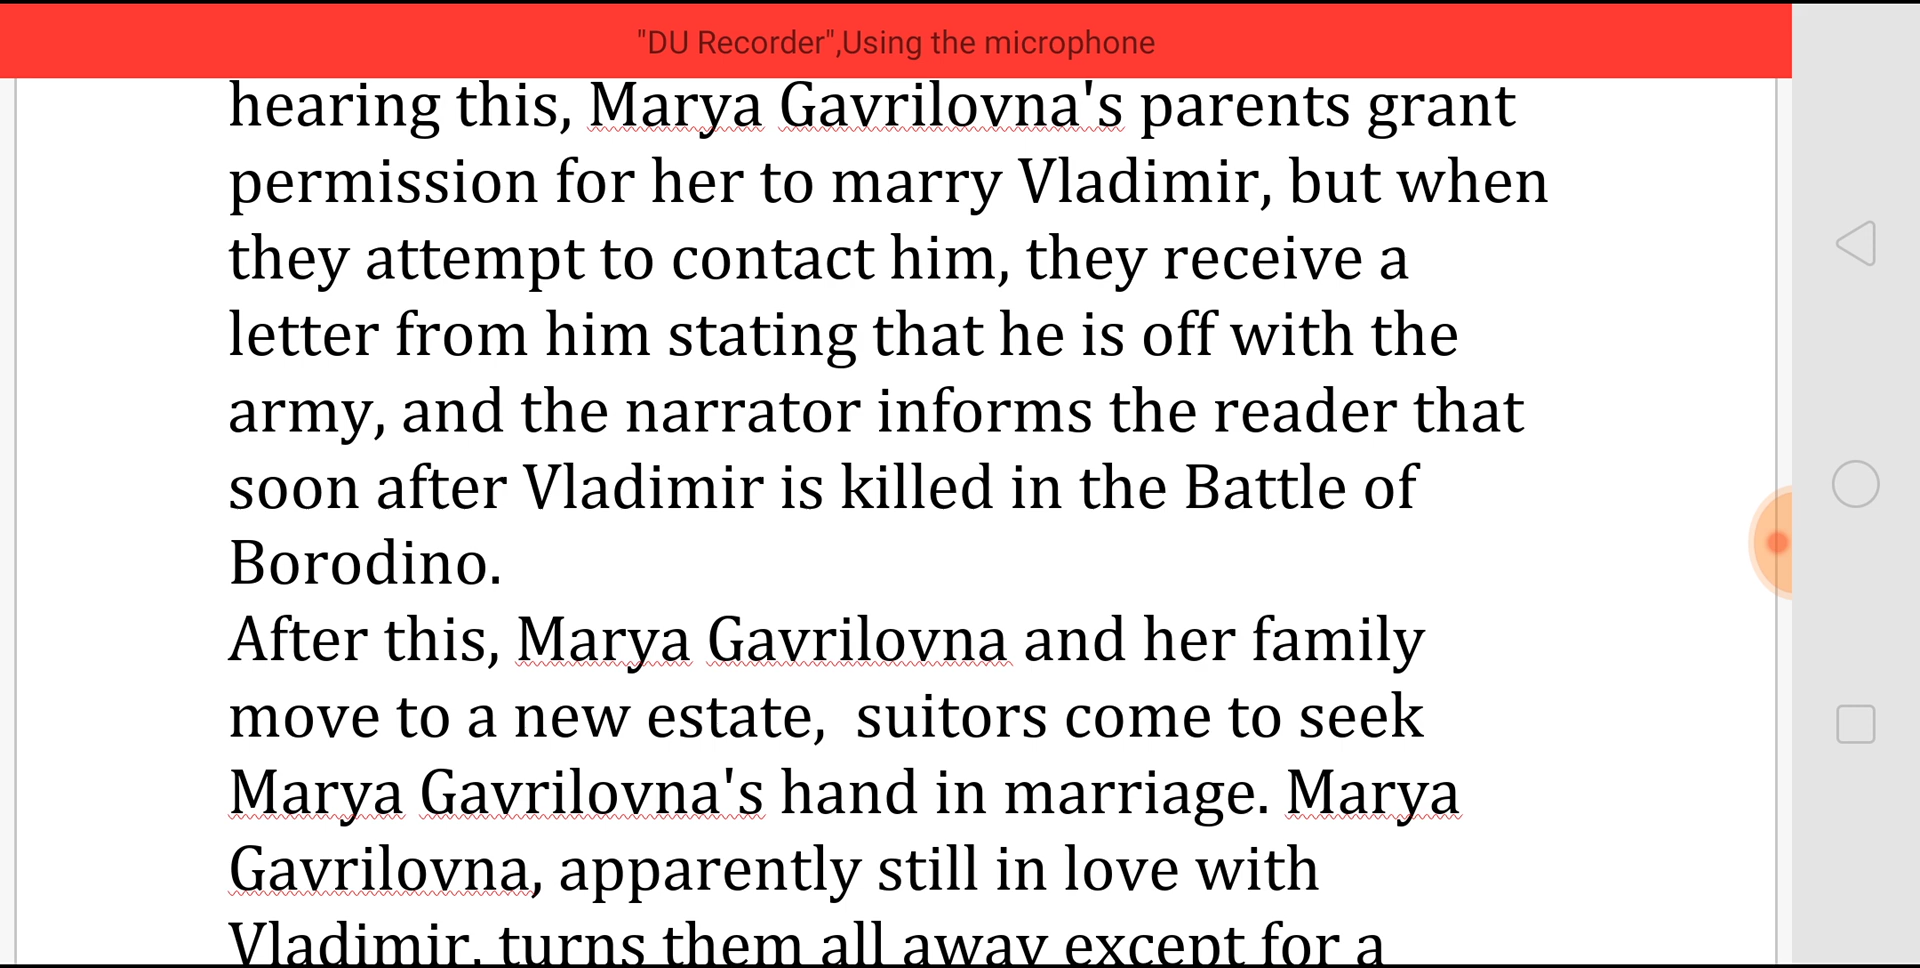 "DU Recorder",Using the microphone
hearing this, Marya Gavrilovna's parents grant
permission for her to marry Vladimir, but when
they attempt to contact him, they receive a
letter from him stating that he is off with the
army, and the narrator informs the reader that
soon after Vladimir is killed in the Battle of
Borodino.
After this, Marya Gavrilovna and her family
move to a new estate,  suitors come to seek
Marya Gavrilovna's hand in marriage. Marya
Gavrilovna, apparently still in love with
Vladimir, turns them all away except for a